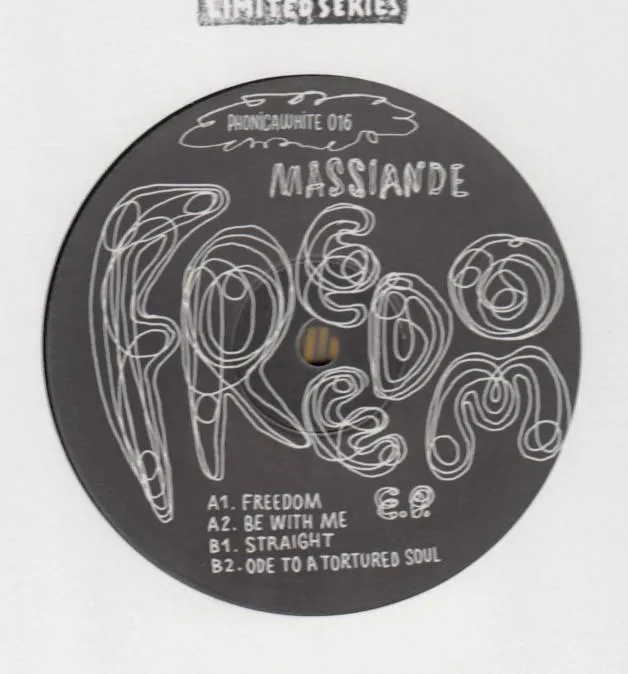 LIMITED SERIES
PHONICAWHITE 016
MASSIANDE
FREEDOM
E.P.
A1. FREEDOM
A2. BE WITH ME
B1. STRAIGHT
B2. ODE TO A TORTURED SOUL